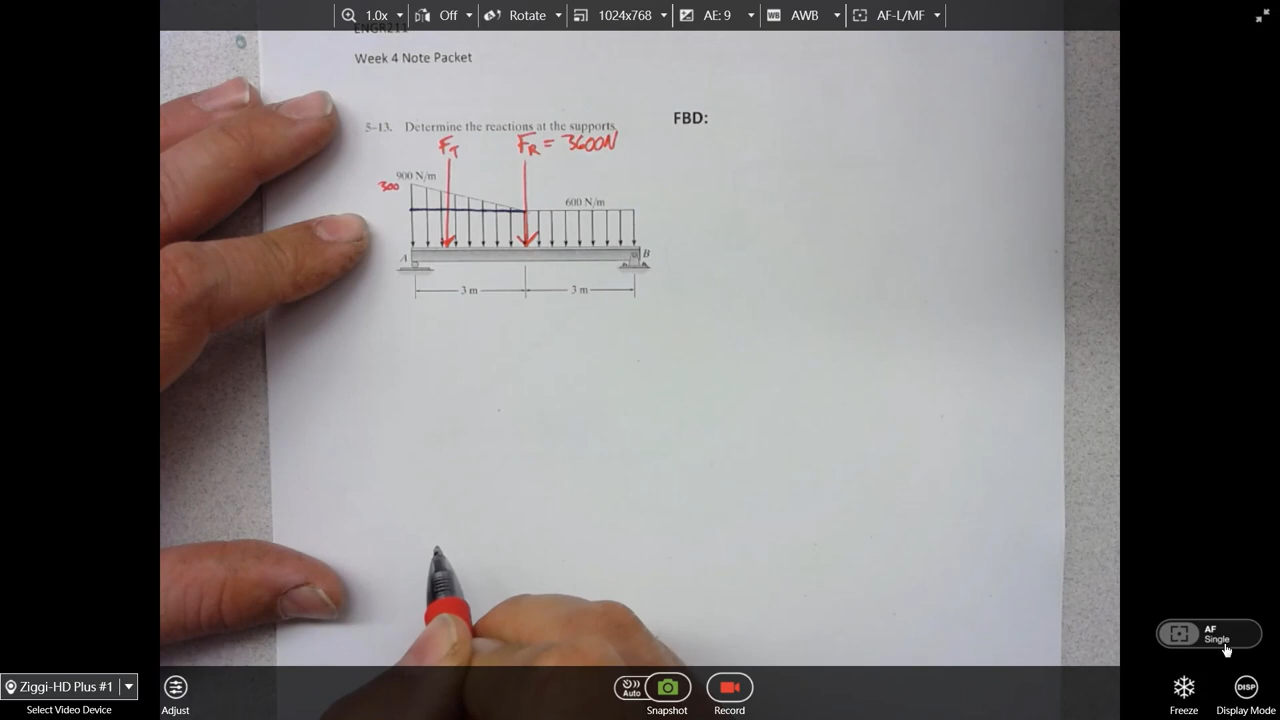 1.0x Off Rotate 1024x768 AE: 9 AWB AF-L/MF
ENGR211
Week 4 Note Packet
FBD:
5–13. Determine the reactions at the supports.
F_T F_R = 3600N
900 N/m
300
600 N/m
A B
3 m 3 m
AF
Single
Ziggi-HD Plus #1
Select Video Device
Adjust
Auto
Snapshot
Record
Freeze
DISP
Display Mode